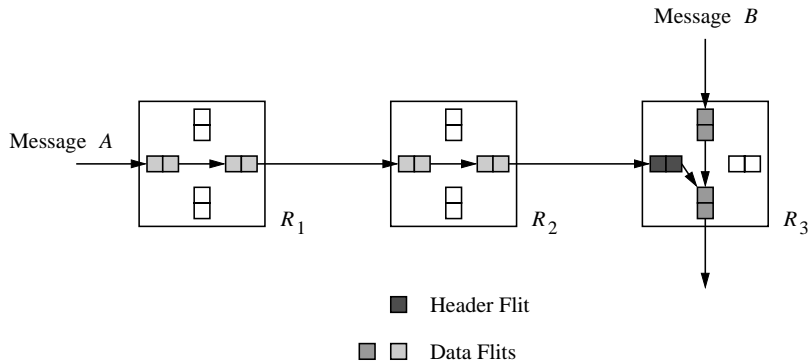 Message B
Message A
R1
R2
R3
Header Flit
Data Flits